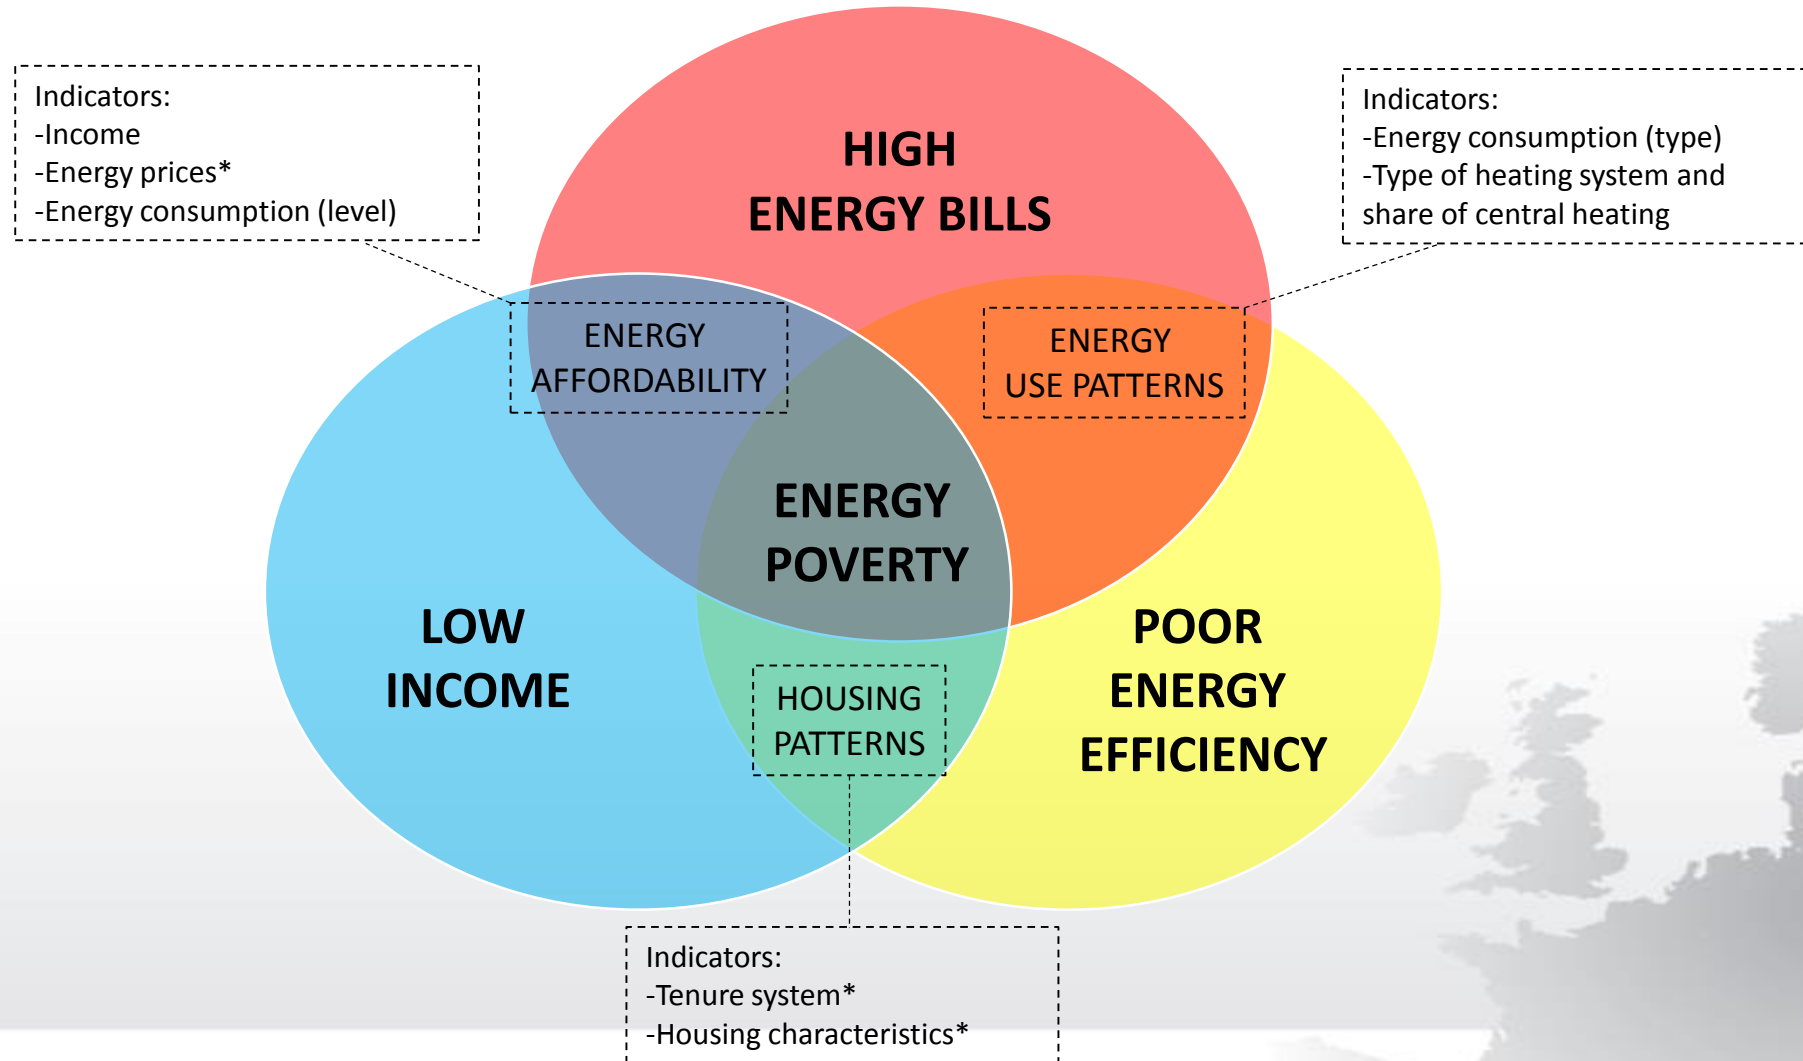 Indicators:
-Income
-Energy prices*
-Energy consumption (level)
HIGH
ENERGY BILLS
Indicators:
-Energy consumption (type)
-Type of heating system and
share of central heating
ENERGY
AFFORDABILITY
ENERGY
USE PATTERNS
ENERGY
POVERTY
LOW
INCOME
POOR
ENERGY
EFFICIENCY
HOUSING
PATTERNS
Indicators:
-Tenure system*
-Housing characteristics*